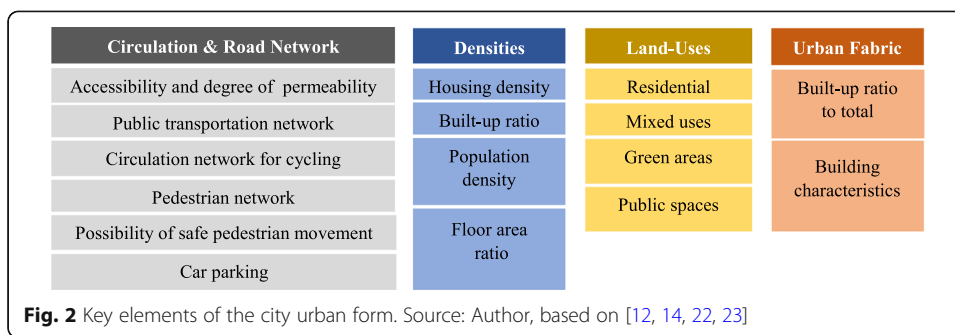 Circulation & Road Network
Accessibility and degree of permeability
Public transportation network
Circulation network for cycling
Pedestrian network
Possibility of safe pedestrian movement
Car parking
Densities
Housing density
Built-up ratio
Population
density
Floor area
ratio
Land-Uses
Residential
Mixed uses
Green areas
Public spaces
Urban Fabric
Built-up ratio
to total
Building
characteristics
Fig. 2 Key elements of the city urban form. Source: Author, based on [12, 14, 22, 23]